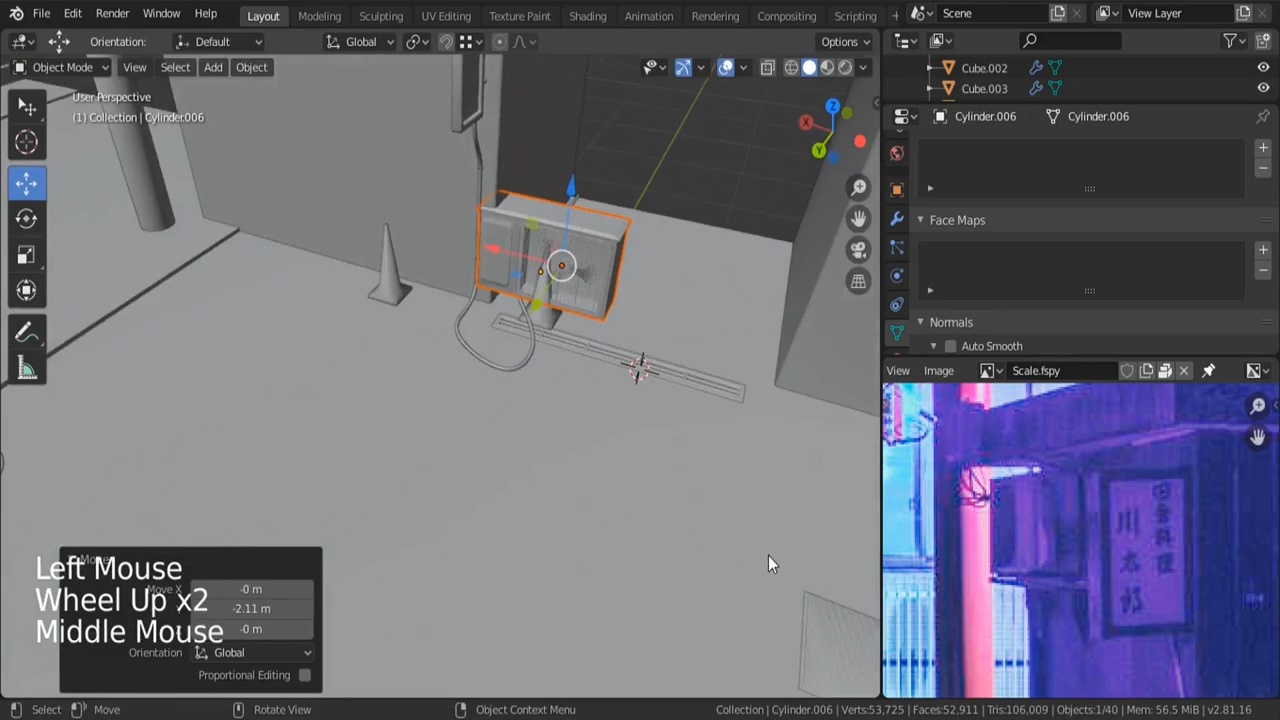 File Edit Render Window Help Layout Modeling Sculpting UV Editing Texture Paint Shading Animation Rendering Compositing Scripting + Scene View Layer
Orientation: Default Global Options
Object Mode View Select Add Object
User Perspective
(1) Collection | Cylinder.006
X Z Y
Cube.002
Cube.003
Cylinder.006 Cylinder.006
Face Maps
Normals
Auto Smooth
View Image Scale.fspy
川
Left Mouse
Wheel Up x2
Middle Mouse
Move X -0 m
-2.11 m
-0 m
Orientation Global
Proportional Editing
Select Move Rotate View Object Context Menu Collection | Cylinder.006 | Verts:53,725 | Faces:52,911 | Tris:106,009 | Objects:1/40 | Mem: 56.5 MiB | v2.81.16